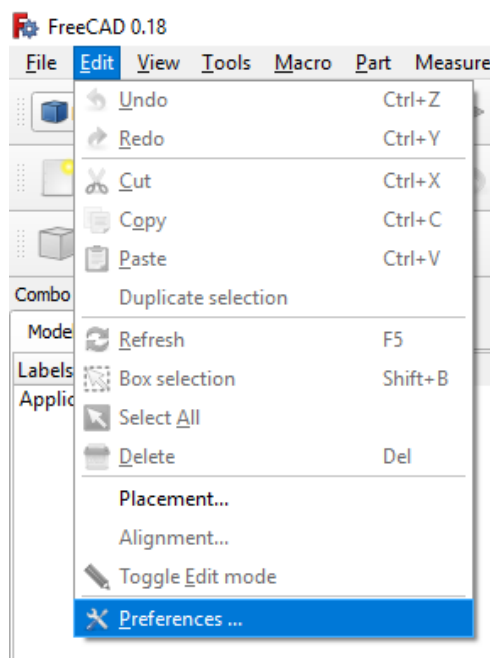 FreeCAD 0.18
File Edit View Tools Macro Part Measure
Undo Ctrl+Z
Redo Ctrl+Y
Cut Ctrl+X
Copy Ctrl+C
Paste Ctrl+V
Combo
Duplicate selection
Mode
Refresh F5
Labels
Box selection Shift+B
Applic
Select All
Delete Del
Placement...
Alignment...
Toggle Edit mode
Preferences ...